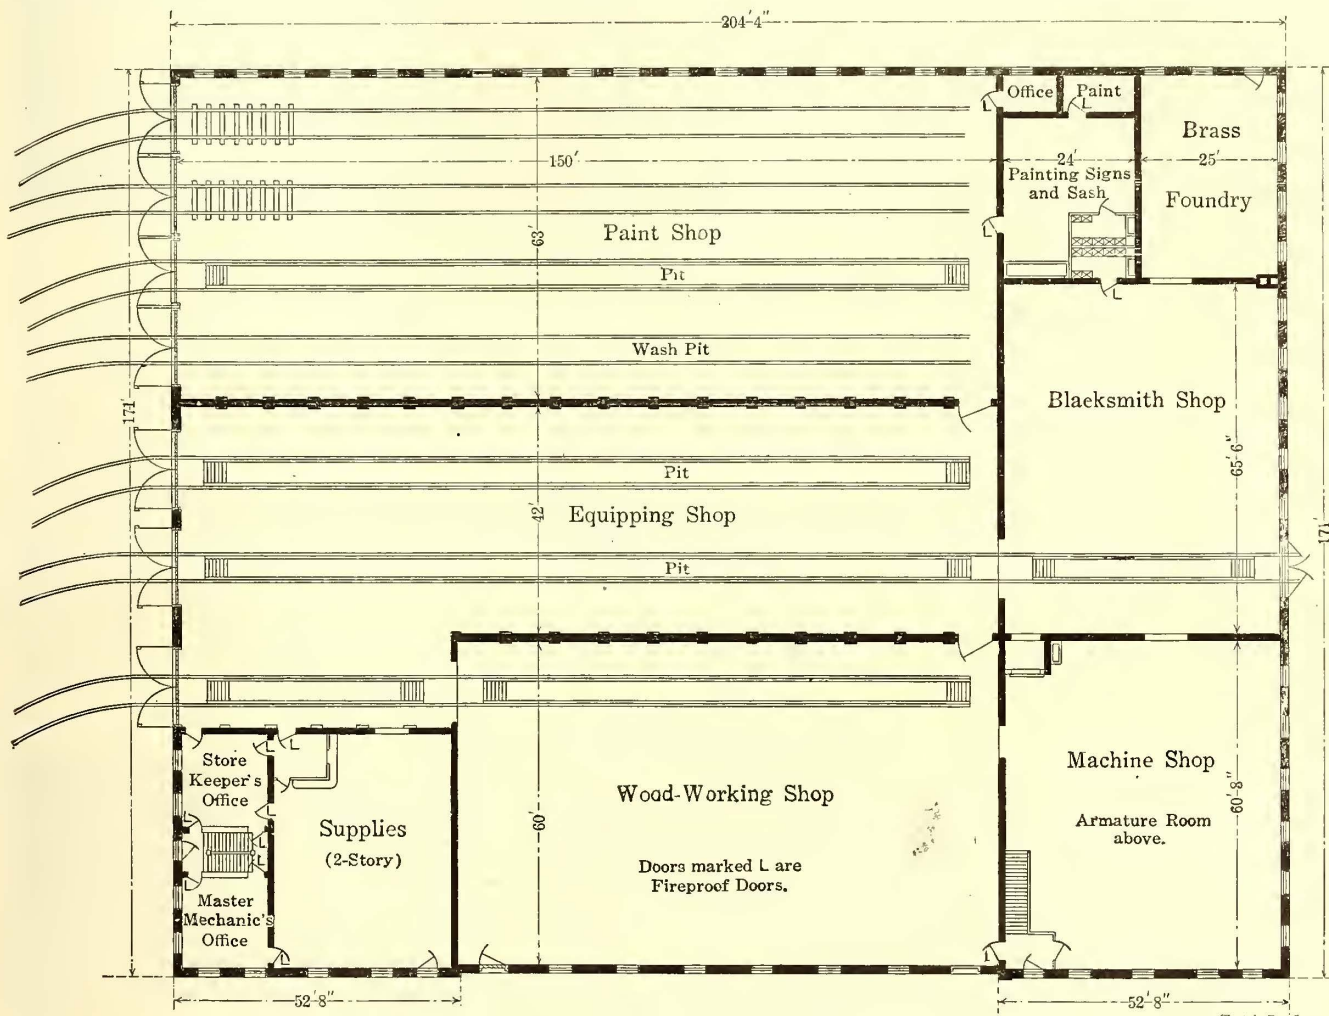 204'-4"
Office
Paint
L
L
Brass
Foundry
150'
24'
25'
Painting Signs
and Sash
L
L
63'
Paint Shop
Pit
Wash Pit
Blacksmith Shop
171'
65'-6"
171'
Pit
42'
Equipping Shop
Pit
Store
Keeper's
Office
L
L
L
L
L
L
L
L
L
Supplies
(2-Story)
Master
Mechanic's
Office
60'
Wood-Working Shop
Doors marked L are
Fireproof Doors.
L
Machine Shop
Armature Room
above.
60'-8"
52'8"
52'-8"